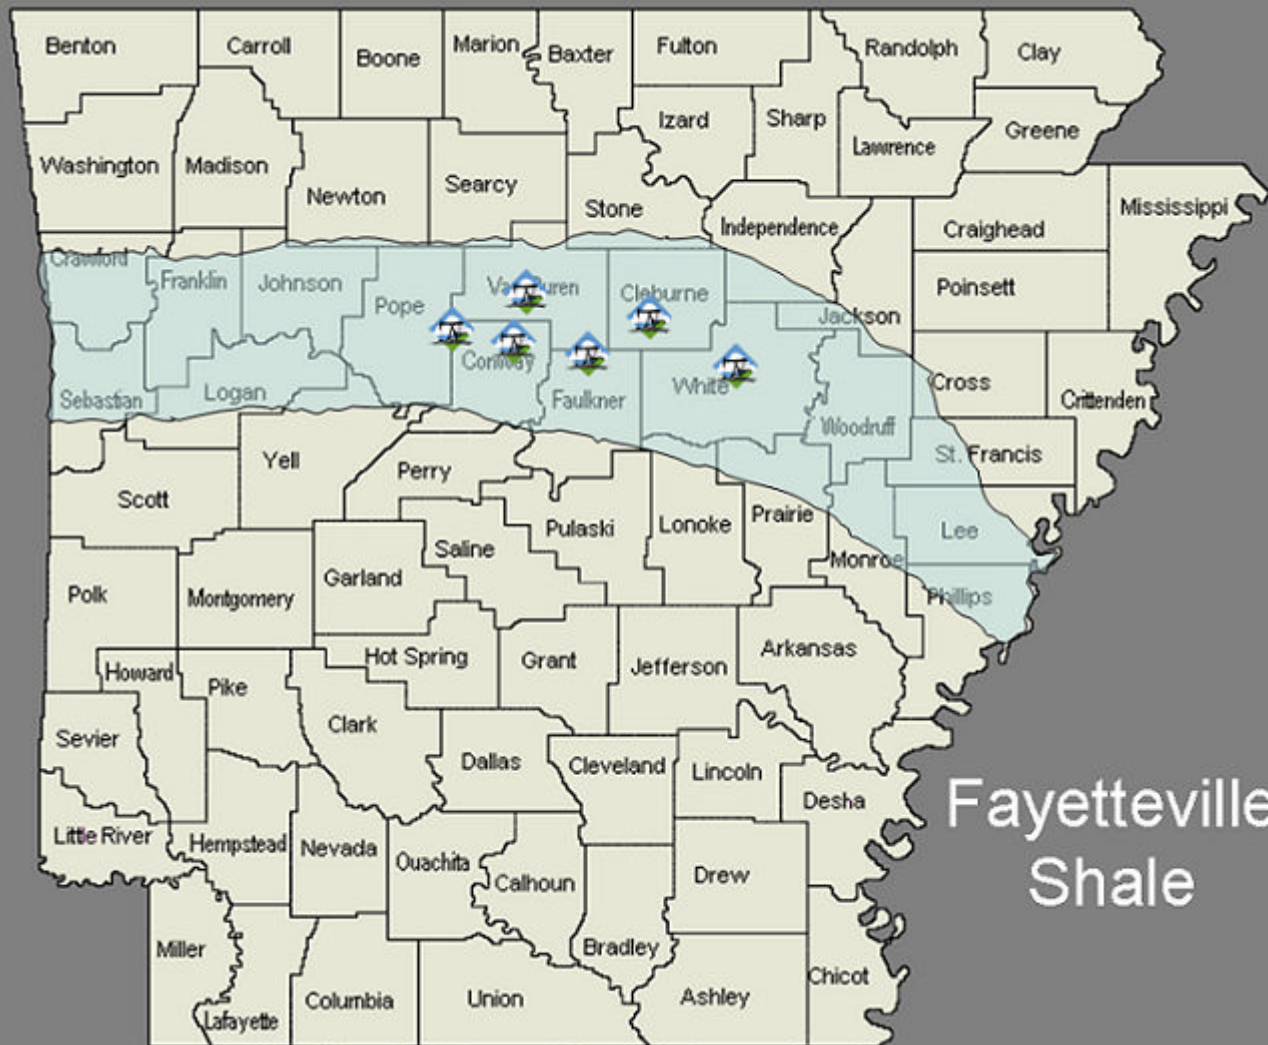 Benton
Carroll
Boone
Marion
Baxter
Fulton
Randolph
Clay
Washington
Madison
Newton
Searcy
Stone
Izard
Sharp
Lawrence
Greene
Independence
Craighead
Mississippi
Crawford
Franklin
Johnson
Pope
Van Buren
Cleburne
Jackson
Poinsett
Sebastian
Logan
Conway
Faulkner
White
Woodruff
Cross
Crittenden
St. Francis
Scott
Yell
Perry
Pulaski
Lonoke
Prairie
Monroe
Lee
Phillips
Polk
Montgomery
Garland
Saline
Hot Spring
Grant
Jefferson
Arkansas
Howard
Pike
Clark
Sevier
Dallas
Cleveland
Lincoln
Desha
Little River
Hempstead
Nevada
Ouachita
Calhoun
Drew
Miller
Lafayette
Columbia
Union
Bradley
Ashley
Chicot
Fayetteville
Shale